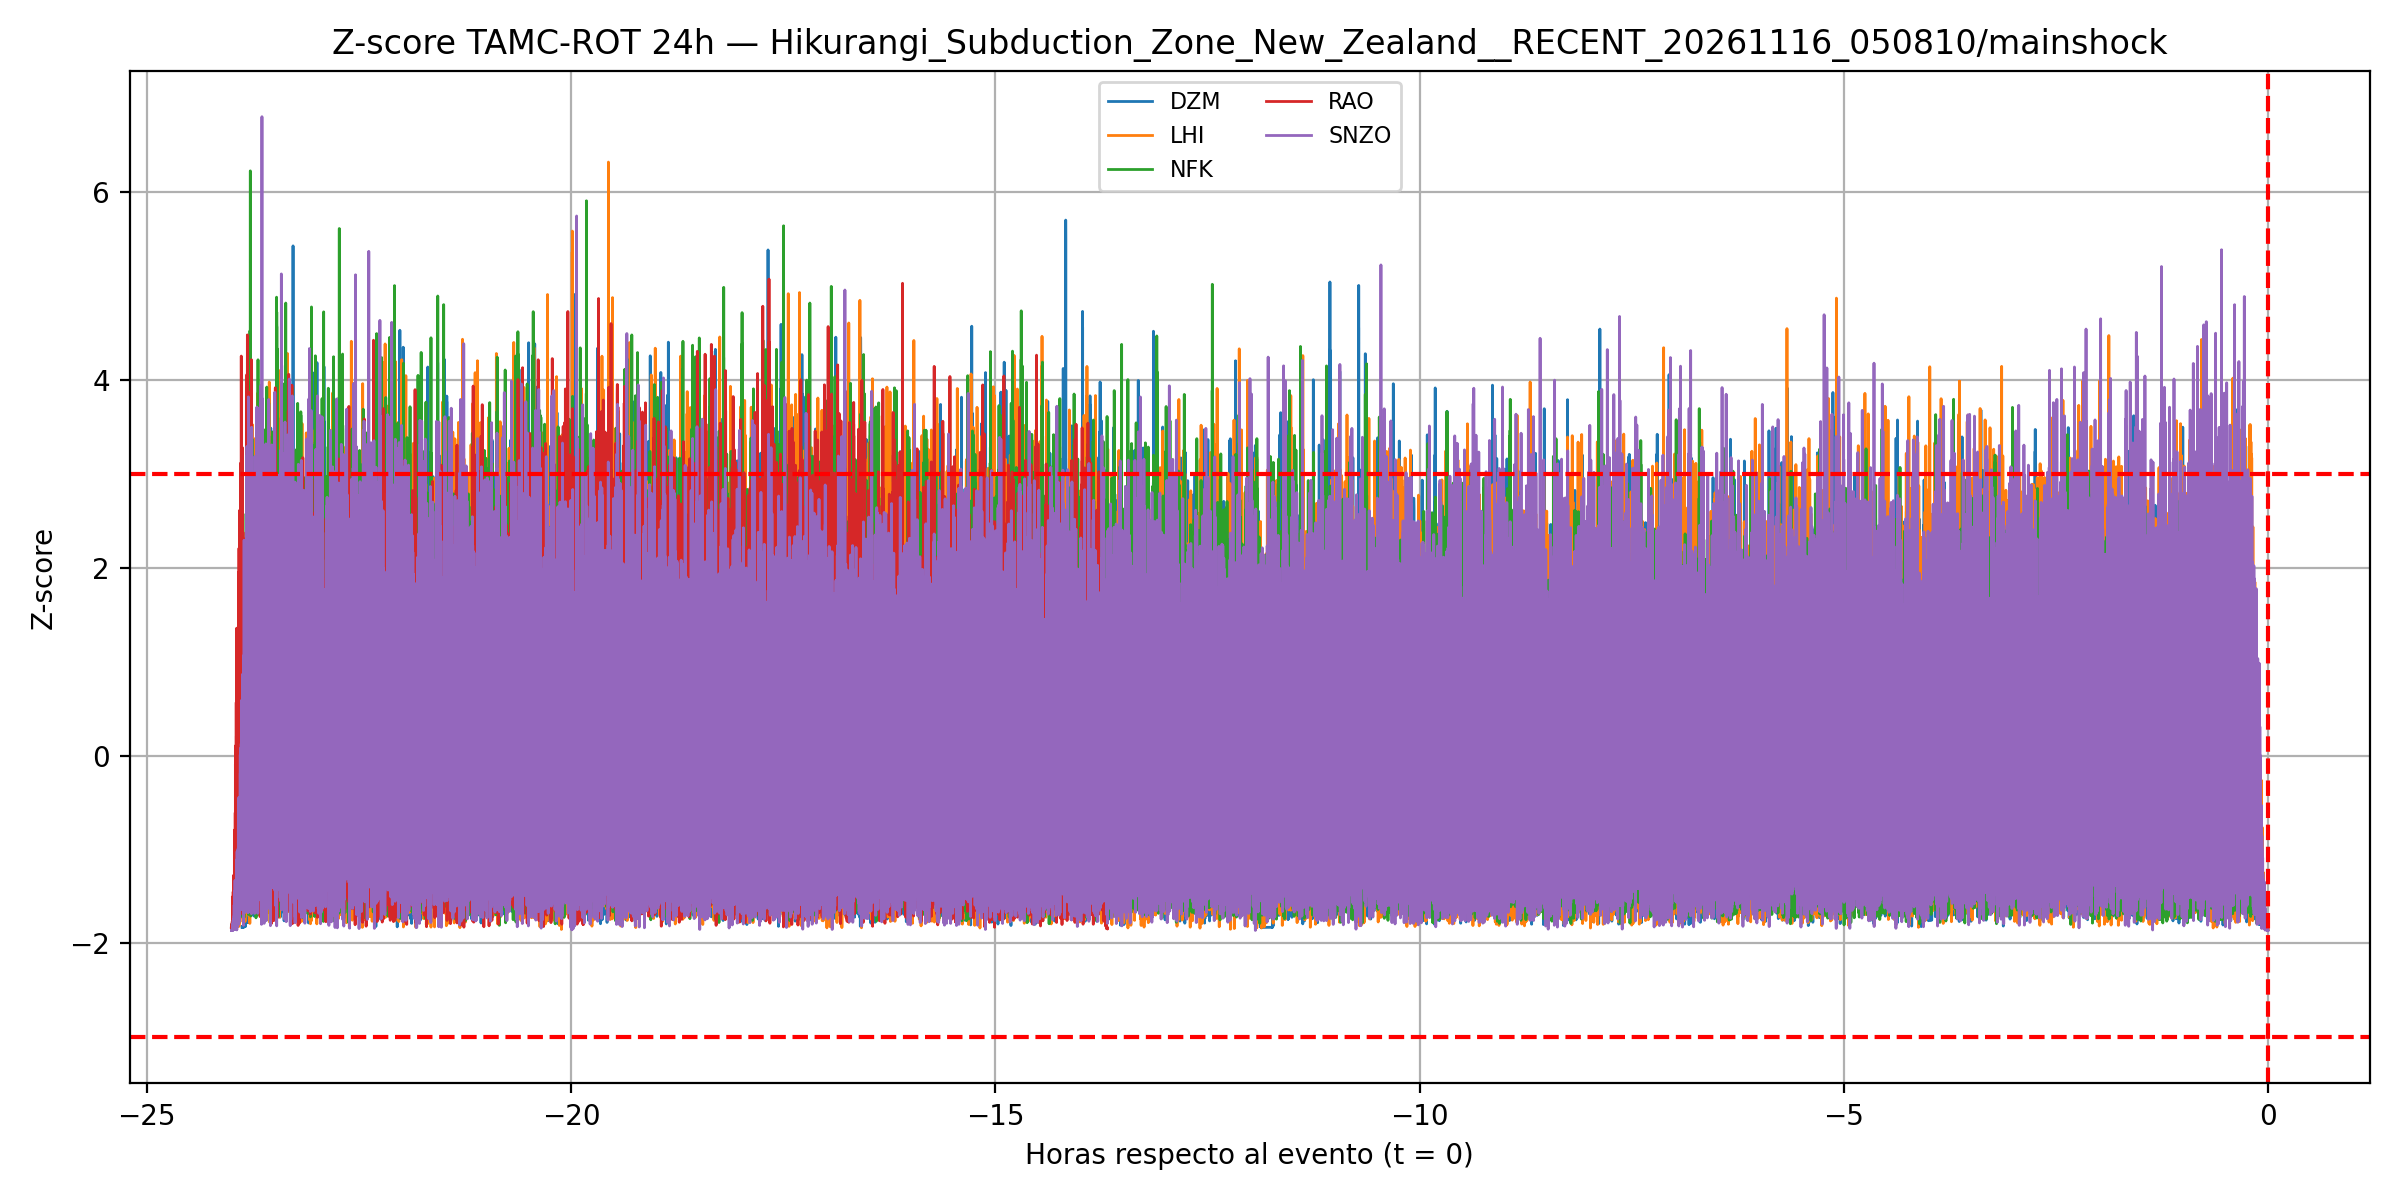 Z-score TAMC-ROT 24h — Hikurangi_Subduction_Zone_New_Zealand__RECENT_20261116_050810/mainshock
DZM
LHI
NFK
RAO
SNZO
6
4
2
0
−2
Z-score
−25
−20
−15
−10
−5
0
Horas respecto al evento (t = 0)